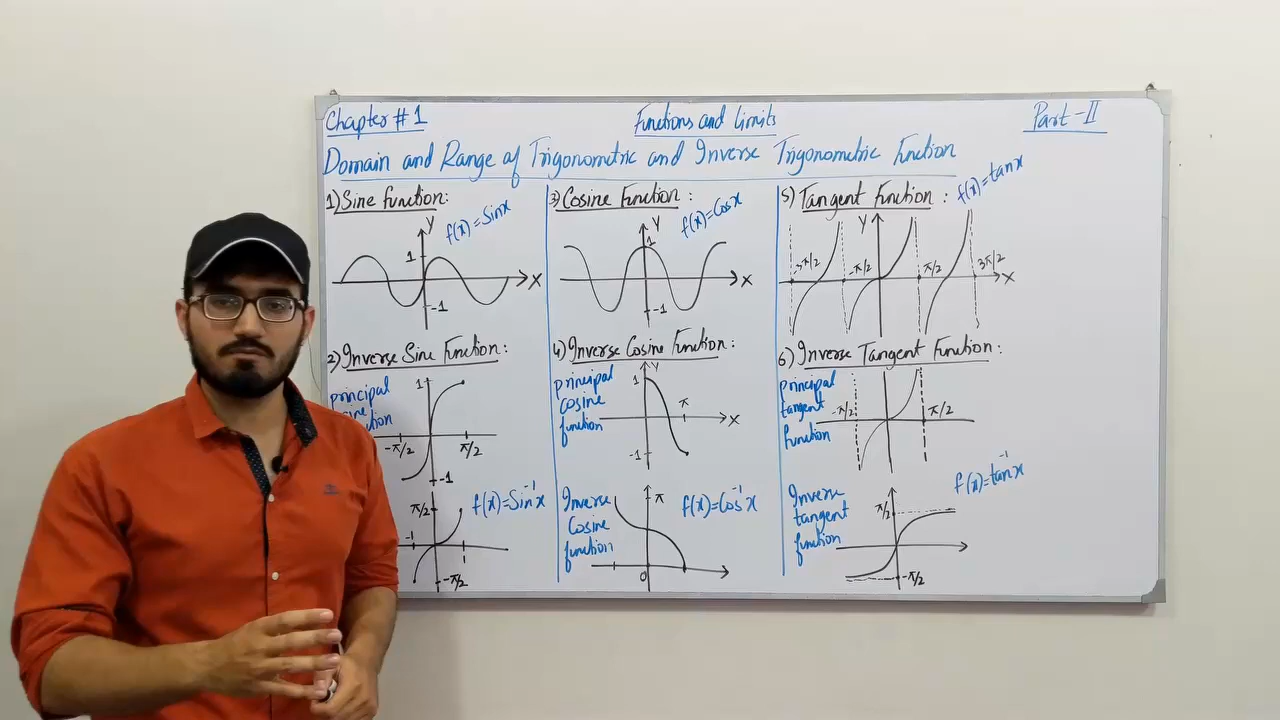 Chapter # 1
Functions and Limits
Part-II
Domain and Range of Trigonometric and Inverse Trigonometric Function
1) Sine function:
f(x)=Sinx
Y
1
X
-1
2) Inverse Sine Function:
principal
1
-π/2
π/2
-1
f(x)=Sin⁻¹x
π/2
-1
1
-π/2
3) Cosine Function:
f(x)=Cosx
Y
1
X
-1
4) Inverse Cosine Function:
principal
cosine
function
Y
1
π
X
-1
Inverse
Cosine
function
π
f(x)=Cos⁻¹x
0
5) Tangent Function:
f(x)=tanx
Y
-3π/2
-π/2
π/2
3π/2
X
6) Inverse Tangent Function:
principal
tangent
function
-π/2
π/2
Inverse
tangent
function
f(x)=tan⁻¹x
π/2
-π/2